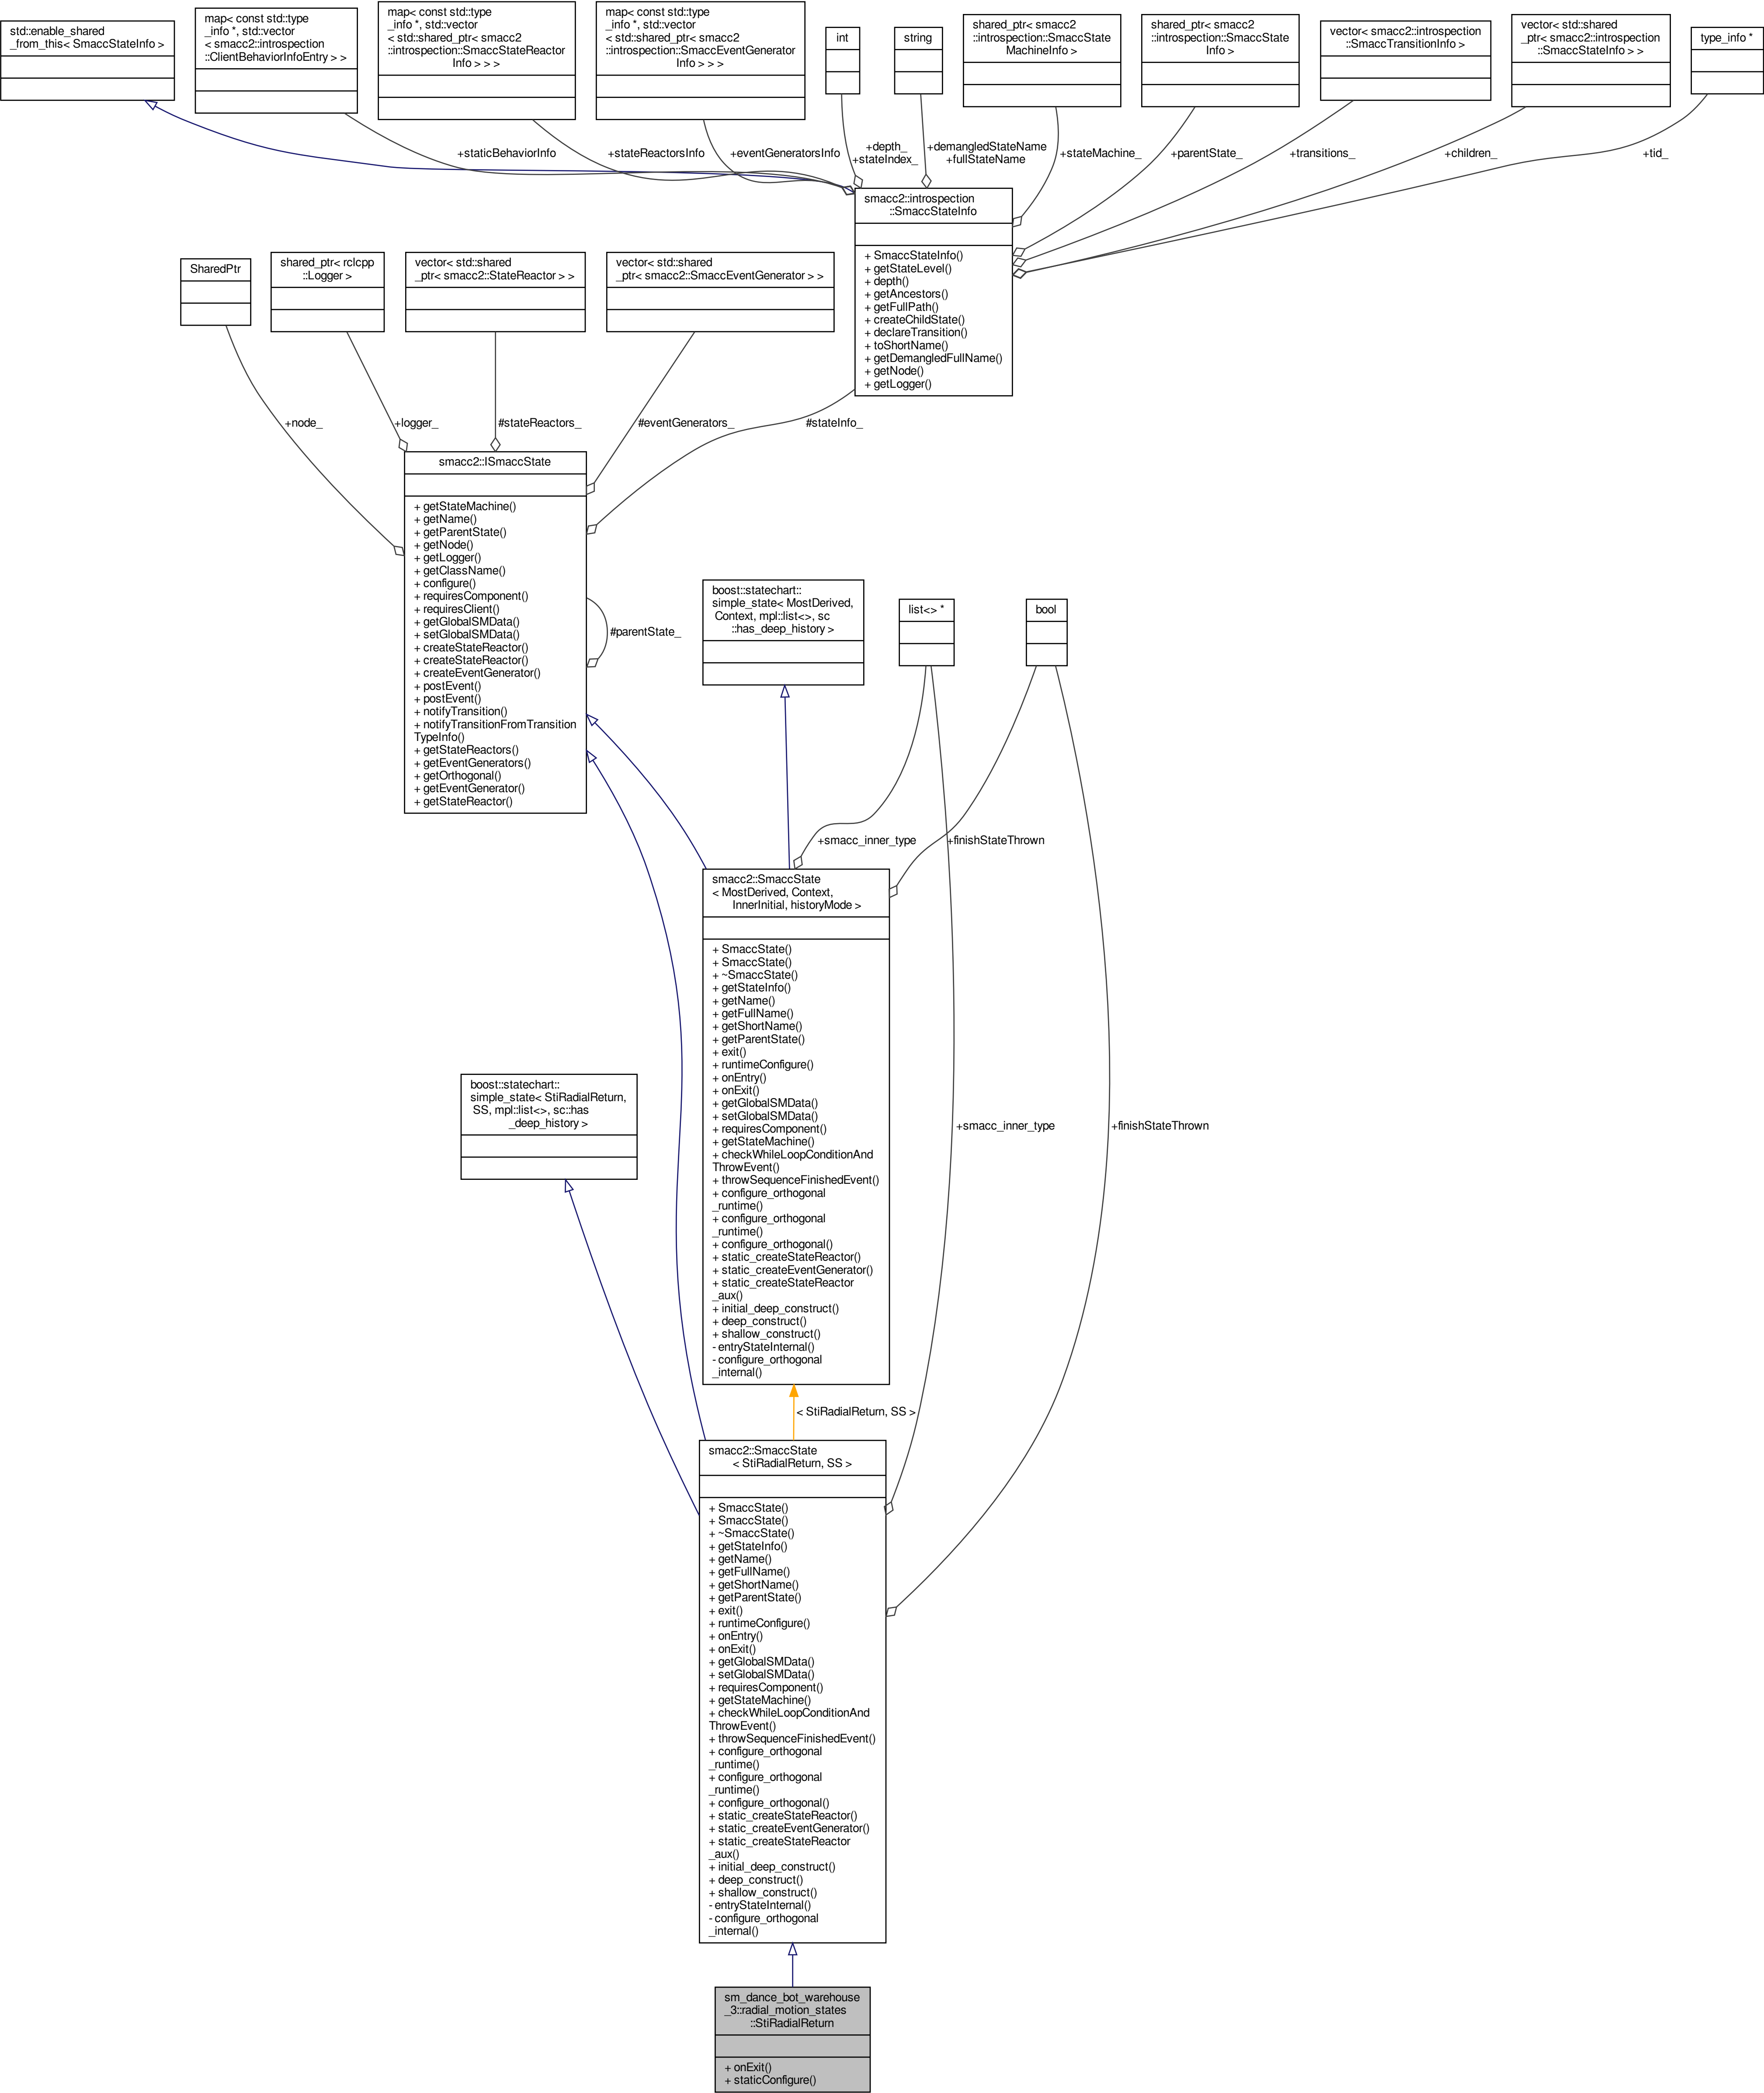 std::enable_shared
_from_this< SmaccStateInfo >
map< const std::type
_info *, std::vector
< smacc2::introspection
::ClientBehaviorInfoEntry > >
map< const std::type
_info *, std::vector
< std::shared_ptr< smacc2
::introspection::SmaccStateReactor
Info > > >
map< const std::type
_info *, std::vector
< std::shared_ptr< smacc2
::introspection::SmaccEventGenerator
Info > > >
int
string
shared_ptr< smacc2
::introspection::SmaccState
MachineInfo >
shared_ptr< smacc2
::introspection::SmaccState
Info >
vector< smacc2::introspection
::SmaccTransitionInfo >
vector< std::shared
_ptr< smacc2::introspection
::SmaccStateInfo > >
type_info *
+staticBehaviorInfo
+stateReactorsInfo
+eventGeneratorsInfo
+depth_
+stateIndex_
+demangledStateName
+fullStateName
+stateMachine_
+parentState_
+transitions_
+children_
+tid_
smacc2::introspection
::SmaccStateInfo
+ SmaccStateInfo()
+ getStateLevel()
+ depth()
+ getAncestors()
+ getFullPath()
+ createChildState()
+ declareTransition()
+ toShortName()
+ getDemangledFullName()
+ getNode()
+ getLogger()
SharedPtr
shared_ptr< rclcpp
::Logger >
vector< std::shared
_ptr< smacc2::StateReactor > >
vector< std::shared
_ptr< smacc2::SmaccEventGenerator > >
+node_
+logger_
#stateReactors_
#eventGenerators_
#stateInfo_
smacc2::ISmaccState
+ getStateMachine()
+ getName()
+ getParentState()
+ getNode()
+ getLogger()
+ getClassName()
+ configure()
+ requiresComponent()
+ requiresClient()
+ getGlobalSMData()
+ setGlobalSMData()
+ createStateReactor()
+ createStateReactor()
+ createEventGenerator()
+ postEvent()
+ postEvent()
+ notifyTransition()
+ notifyTransitionFromTransition
TypeInfo()
+ getStateReactors()
+ getEventGenerators()
+ getOrthogonal()
+ getEventGenerator()
+ getStateReactor()
#parentState_
boost::statechart::
simple_state< MostDerived,
Context, mpl::list<>, sc
::has_deep_history >
list<> *
bool
+smacc_inner_type
+finishStateThrown
smacc2::SmaccState
< MostDerived, Context,
InnerInitial, historyMode >
+ SmaccState()
+ SmaccState()
+ ~SmaccState()
+ getStateInfo()
+ getName()
+ getFullName()
+ getShortName()
+ getParentState()
+ exit()
+ runtimeConfigure()
+ onEntry()
+ onExit()
+ getGlobalSMData()
+ setGlobalSMData()
+ requiresComponent()
+ getStateMachine()
+ checkWhileLoopConditionAnd
ThrowEvent()
+ throwSequenceFinishedEvent()
+ configure_orthogonal
_runtime()
+ configure_orthogonal
_runtime()
+ configure_orthogonal()
+ static_createStateReactor()
+ static_createEventGenerator()
+ static_createStateReactor
_aux()
+ initial_deep_construct()
+ deep_construct()
+ shallow_construct()
- entryStateInternal()
- configure_orthogonal
_internal()
boost::statechart::
simple_state< StiRadialReturn,
SS, mpl::list<>, sc::has
_deep_history >
+smacc_inner_type
+finishStateThrown
< StiRadialReturn, SS >
smacc2::SmaccState
< StiRadialReturn, SS >
+ SmaccState()
+ SmaccState()
+ ~SmaccState()
+ getStateInfo()
+ getName()
+ getFullName()
+ getShortName()
+ getParentState()
+ exit()
+ runtimeConfigure()
+ onEntry()
+ onExit()
+ getGlobalSMData()
+ setGlobalSMData()
+ requiresComponent()
+ getStateMachine()
+ checkWhileLoopConditionAnd
ThrowEvent()
+ throwSequenceFinishedEvent()
+ configure_orthogonal
_runtime()
+ configure_orthogonal
_runtime()
+ configure_orthogonal()
+ static_createStateReactor()
+ static_createEventGenerator()
+ static_createStateReactor
_aux()
+ initial_deep_construct()
+ deep_construct()
+ shallow_construct()
- entryStateInternal()
- configure_orthogonal
_internal()
sm_dance_bot_warehouse
_3::radial_motion_states
::StiRadialReturn
+ onExit()
+ staticConfigure()